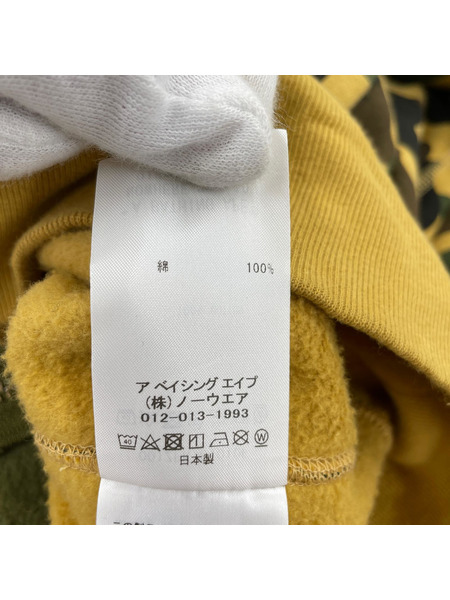 綿 100%
ア ベイシング エイプ
(株) ノーウエア
012-013-1993
40 W
日本製